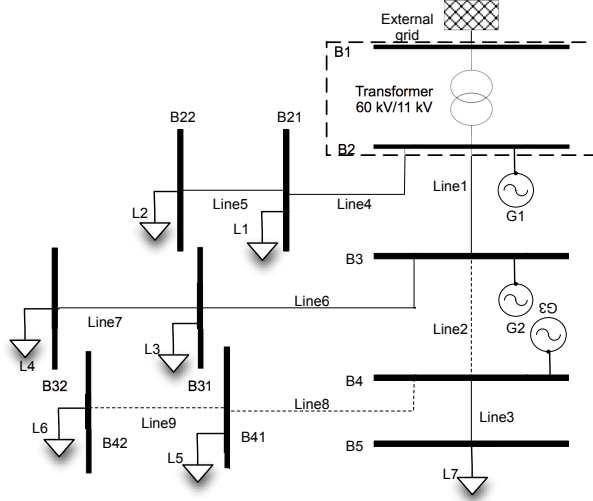 External
grid
B1
Transformer
60 kV/11 kV
B2
B22
B21
Line1
Line5
Line4
L2
L1
G1
B3
Line6
G3
Line7
Line2
G2
L3
L4
B32
B31
B4
Line8
L6
Line9
Line3
B42
B41
B5
L5
L7